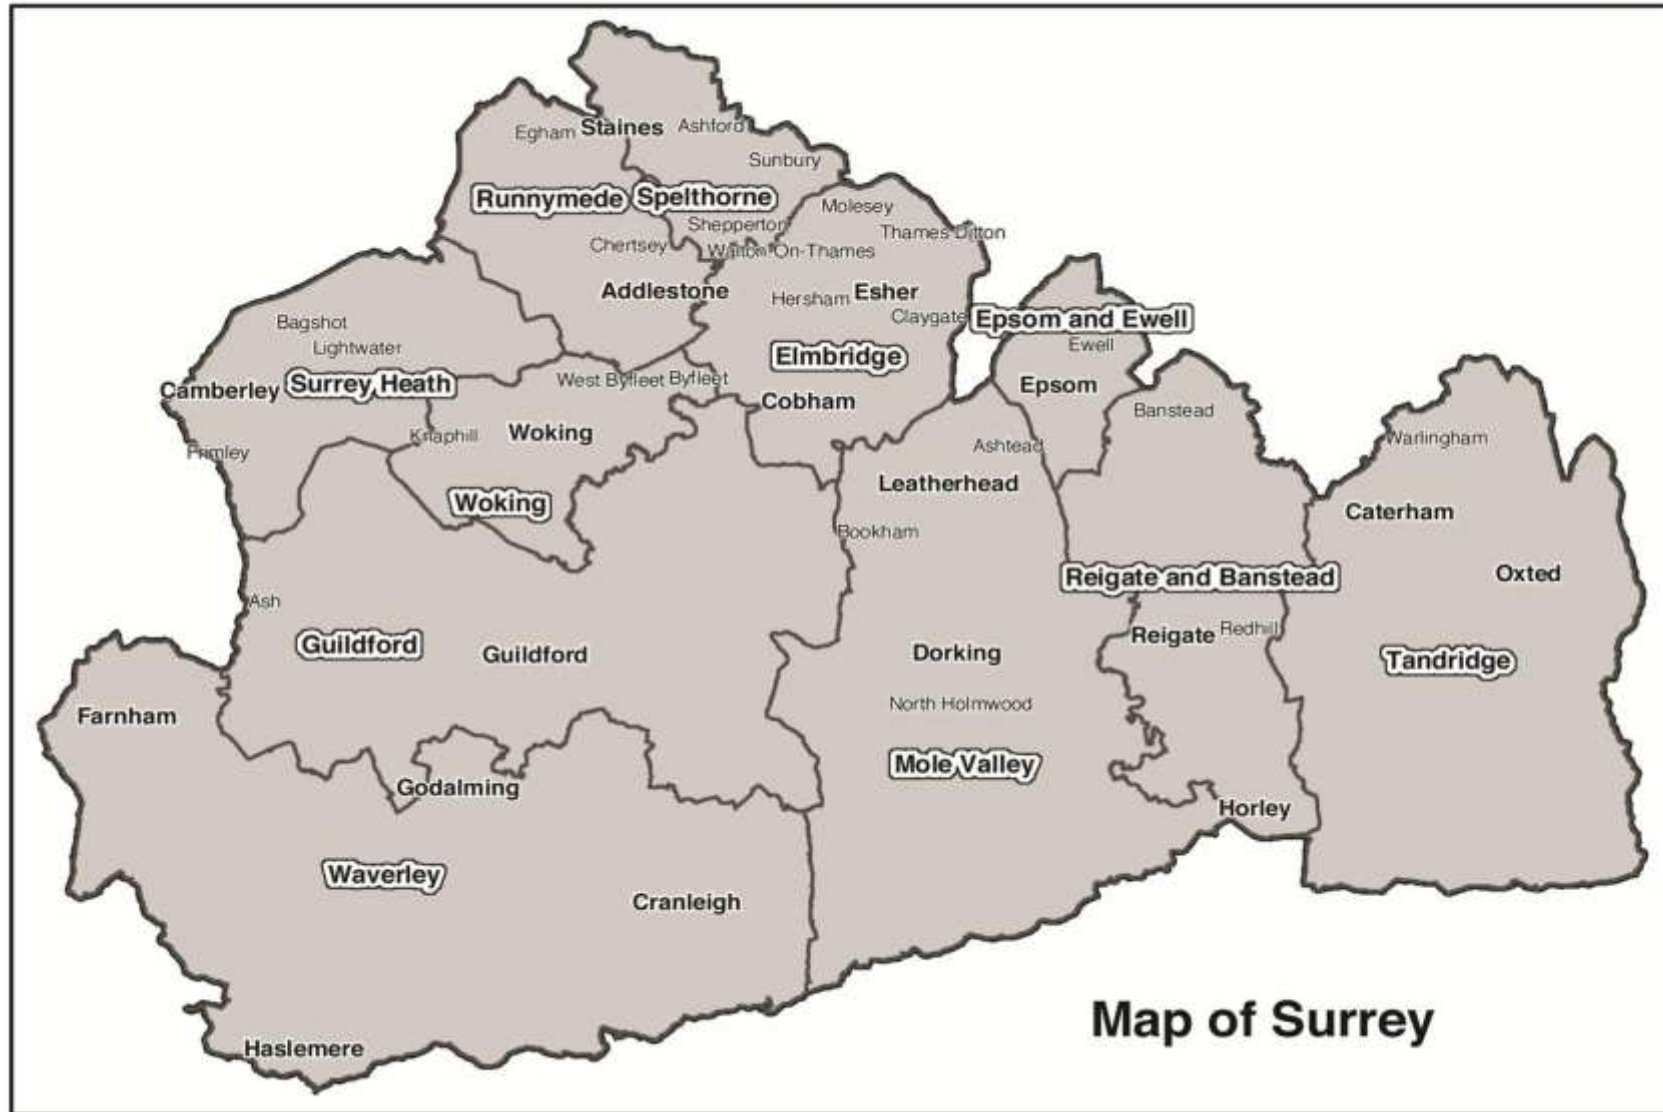 Egham
Staines
Ashford
Sunbury
Runnymede
Spelthorne
Molesey
Shepperton
Thames Ditton
Chertsey
Walton-On-Thames
Addlestone
Hersham
Esher
Claygate
Epsom and Ewell
Bagshot
Lightwater
Ewell
Elmbridge
Camberley
Surrey Heath
West Byfleet
Byfleet
Epsom
Cobham
Banstead
Knaphill
Woking
Ashtead
Warlingham
Frimley
Leatherhead
Woking
Caterham
Bookham
Oxted
Reigate and Banstead
Ash
Guildford
Guildford
Dorking
Reigate
Redhill
Tandridge
North Holmwood
Farnham
Mole Valley
Godalming
Horley
Waverley
Cranleigh
Map of Surrey
Haslemere